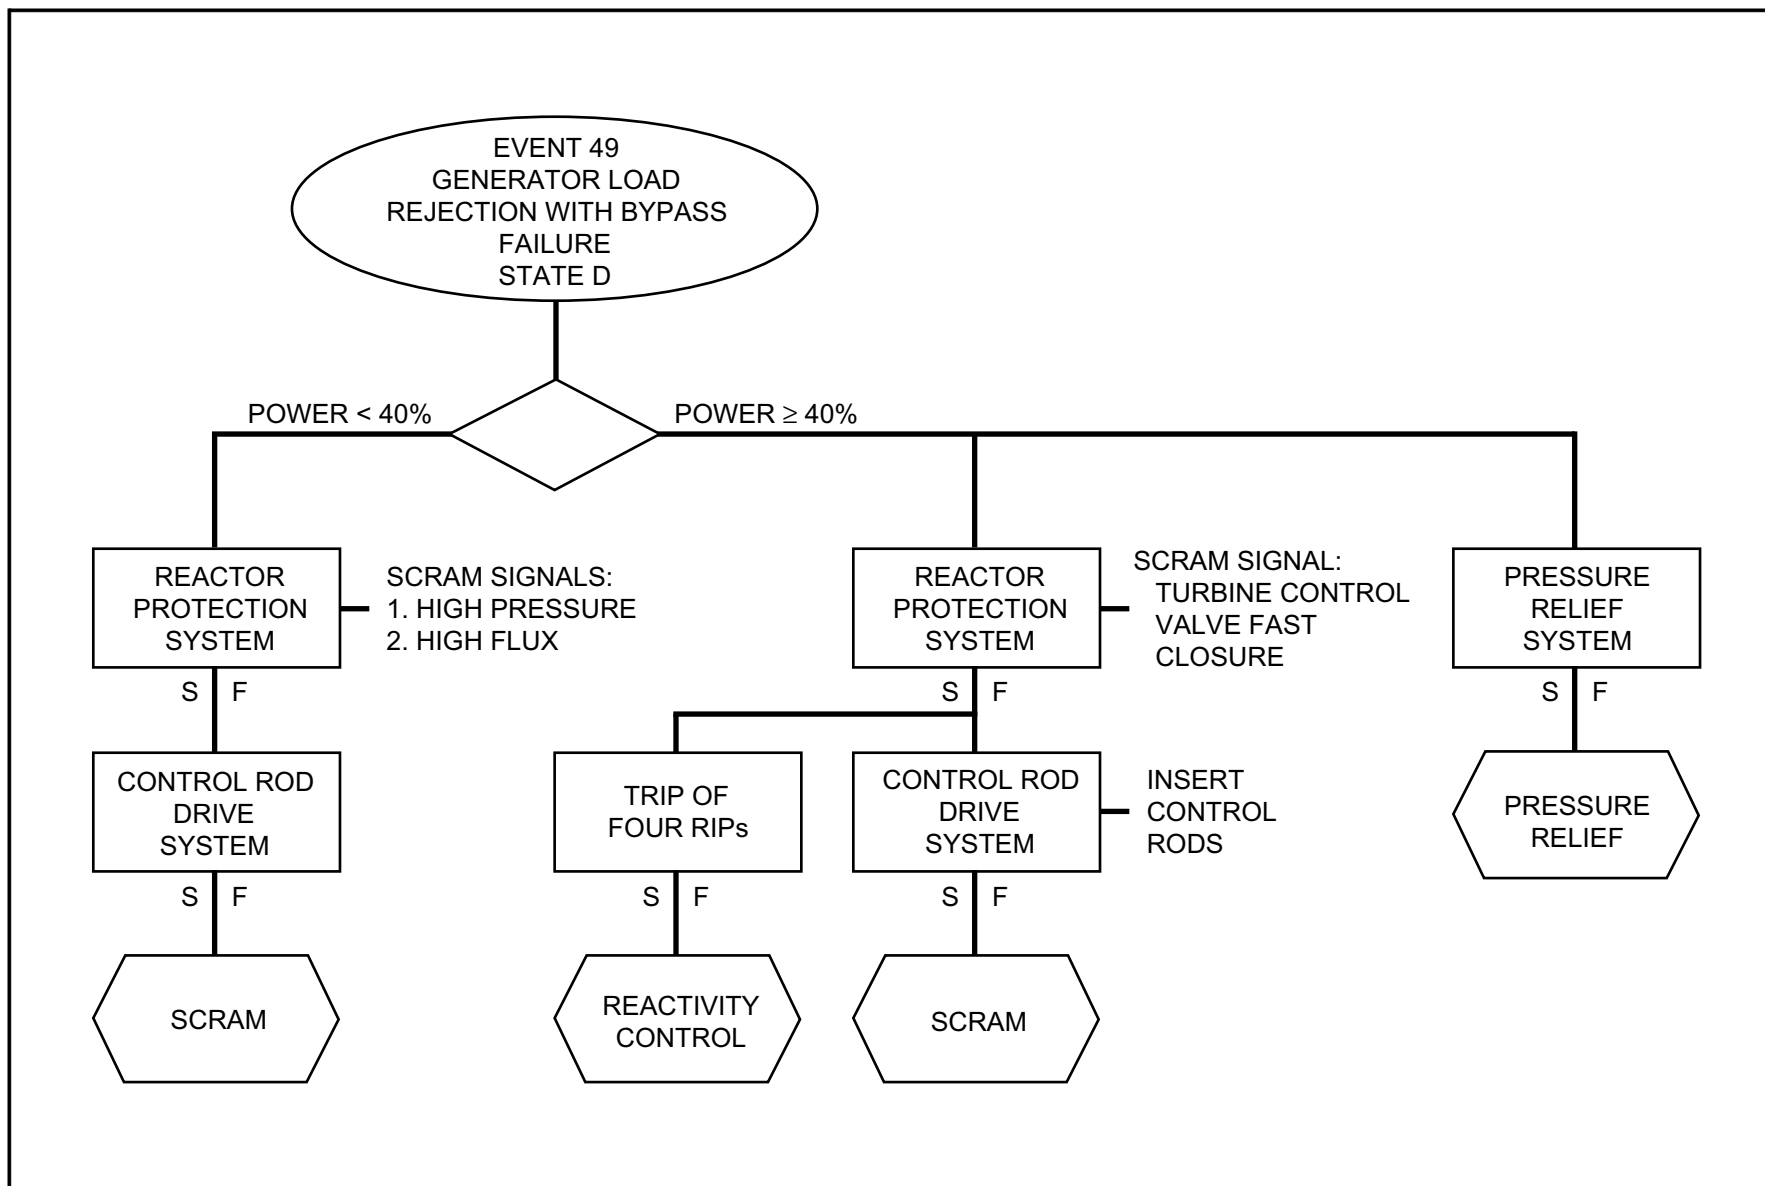 EVENT 49
GENERATOR LOAD
REJECTION WITH BYPASS
FAILURE
STATE D
POWER < 40%
POWER ≥ 40%
REACTOR
PROTECTION
SYSTEM
SCRAM SIGNALS:
1. HIGH PRESSURE
2. HIGH FLUX
REACTOR
PROTECTION
SYSTEM
SCRAM SIGNAL:
TURBINE CONTROL
VALVE FAST
CLOSURE
PRESSURE
RELIEF
SYSTEM
S F
S F
S F
CONTROL ROD
DRIVE
SYSTEM
TRIP OF
FOUR RIPs
CONTROL ROD
DRIVE
SYSTEM
INSERT
CONTROL
RODS
PRESSURE
RELIEF
S F
S F
S F
SCRAM
REACTIVITY
CONTROL
SCRAM